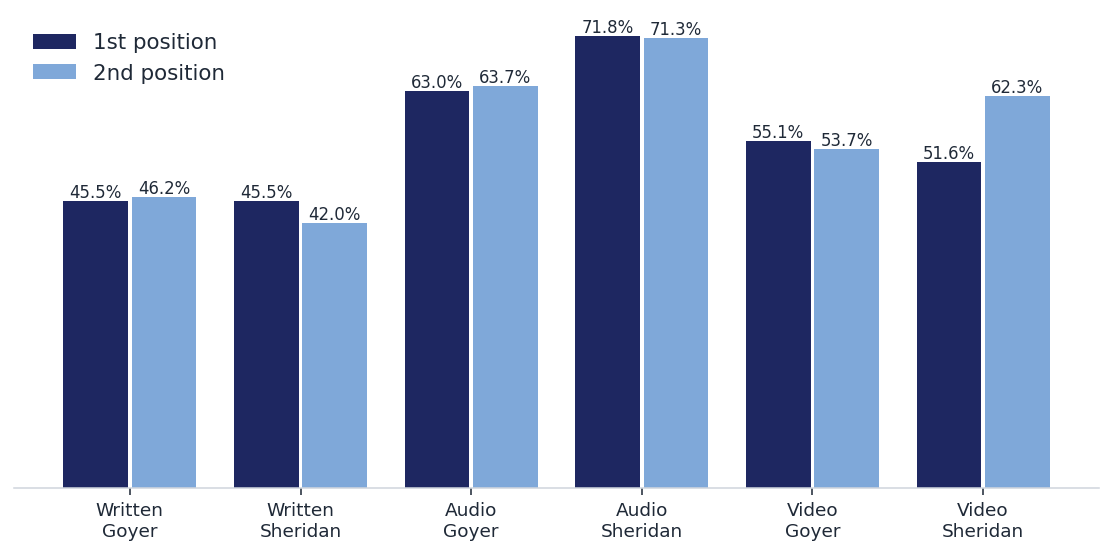 1st position
2nd position
45.5%
46.2%
45.5%
42.0%
63.0%
63.7%
71.8%
71.3%
55.1%
53.7%
51.6%
62.3%
Written
Goyer
Written
Sheridan
Audio
Goyer
Audio
Sheridan
Video
Goyer
Video
Sheridan